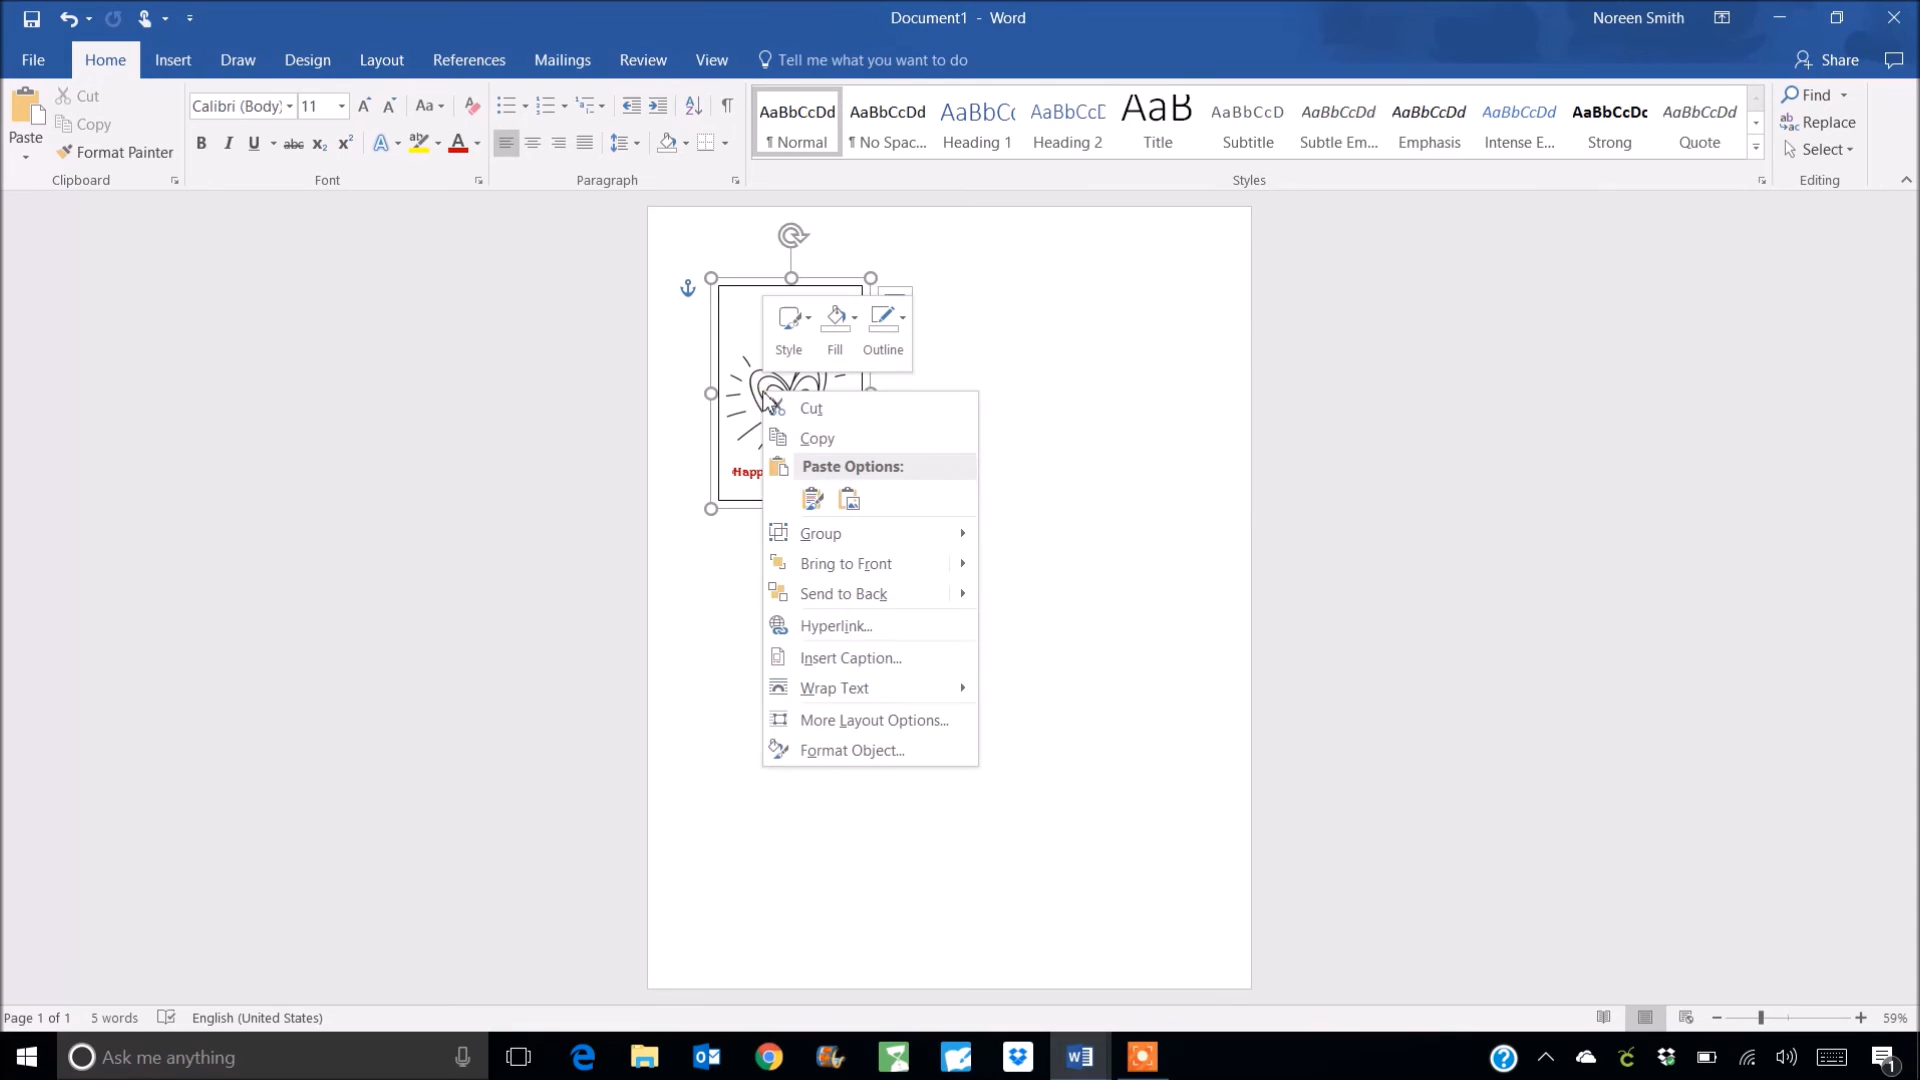 Document1 - Word
Noreen Smith
File Home Insert Draw Design Layout References Mailings Review View Tell me what you want to do Share
Cut
Copy
Format Painter
Paste
Clipboard
Calibri (Body) 11
Font
Paragraph
AaBbCcDd AaBbCcDd AaBbCc AaBbCcD AaB AaBbCcD AaBbCcDd AaBbCcDd AaBbCcDd AaBbCcDc AaBbCcDd
¶ Normal ¶ No Spac... Heading 1 Heading 2 Title Subtitle Subtle Em... Emphasis Intense E... Strong Quote
Styles
Find
Replace
Select
Editing
Style Fill Outline
Happ
Cut
Copy
Paste Options:
Group
Bring to Front
Send to Back
Hyperlink...
Insert Caption...
Wrap Text
More Layout Options...
Format Object...
Page 1 of 1 5 words English (United States) 59%
Ask me anything
1